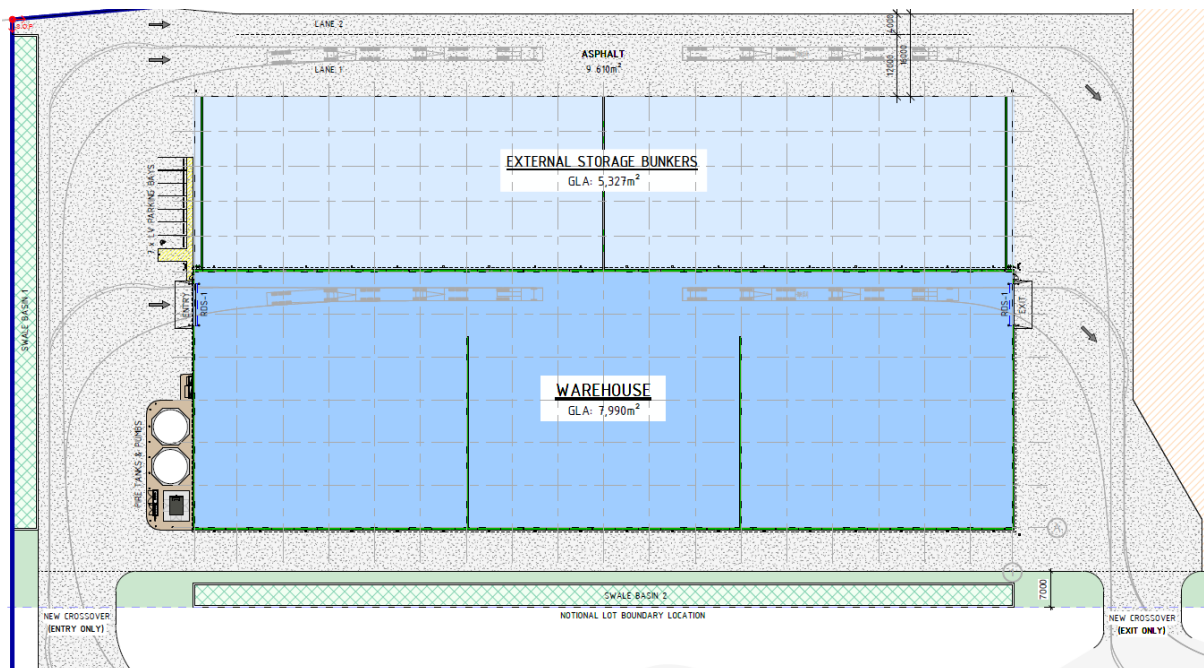 LANE 2
LANE 1
ASPHALT
9 610m²
4000
12000
16000
EXTERNAL STORAGE BUNKERS
GLA: 5,327m²
7 x LV PARKING BAYS
SWALE BASIN 1
ENTRY
RDS-1
RDS-1
EXIT
WAREHOUSE
GLA: 7,990m²
FIRE TANKS & PUMPS
SWALE BASIN 2
7000
NOTIONAL LOT BOUNDARY LOCATION
NEW CROSSOVER
(ENTRY ONLY)
NEW CROSSOVER
(EXIT ONLY)